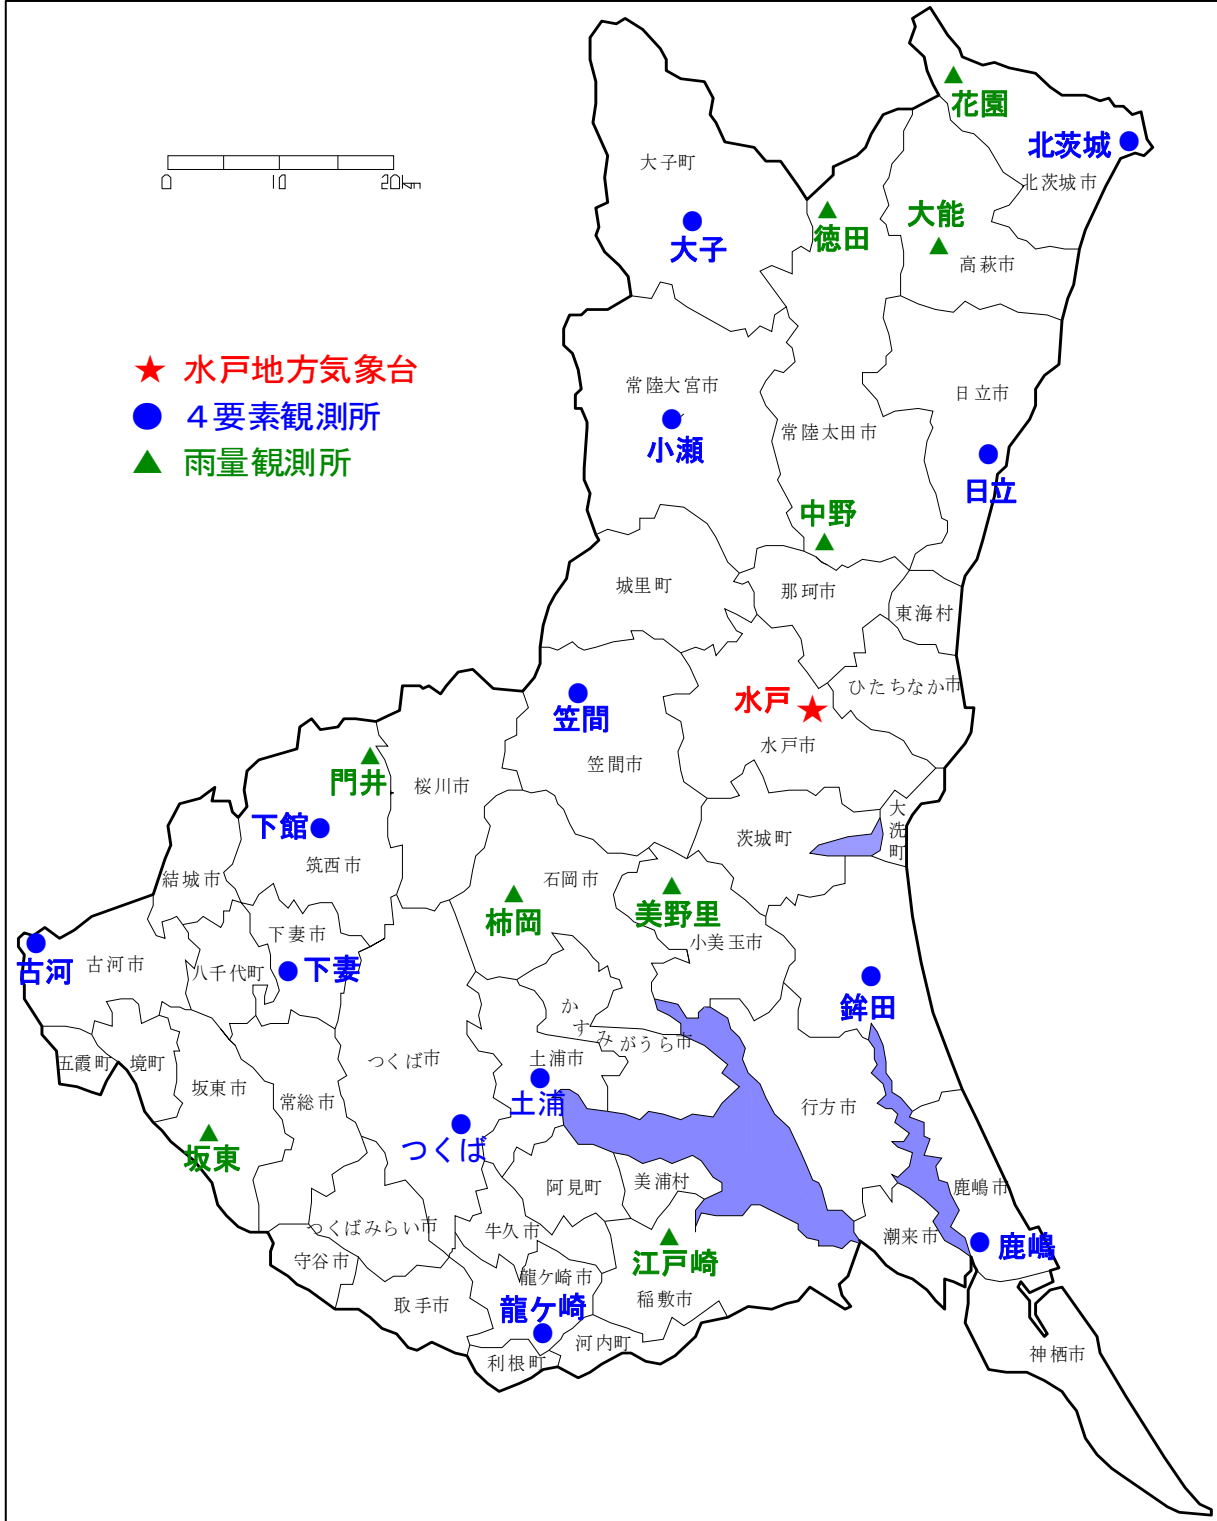 花園
北茨城
大子町
北茨城市
0 10 20km
大能
大子
徳田
高萩市
★ 水戸地方気象台
● ４要素観測所
▲ 雨量観測所
常陸大宮市
日立市
小瀬
常陸太田市
日立
中野
城里町
那珂市
東海村
ひたちなか市
水戸
笠間
水戸市
笠間市
門井
桜川市
下館
茨城町
大洗町
筑西市
結城市
石岡市
柿岡
美野里
下妻市
小美玉市
古河
古河市
八千代町
下妻
鉾田
かすみがうら市
五霞町
境町
坂東市
つくば市
土浦市
土浦
常総市
行方市
坂東
つくば
阿見町
美浦村
鹿嶋市
つくばみらい市
牛久市
潮来市
鹿嶋
守谷市
江戸崎
龍ケ崎市
稲敷市
取手市
龍ケ崎
河内町
利根町
神栖市